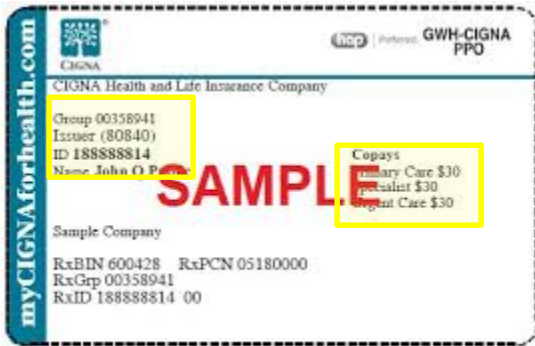 myCIGNAforhealth.com
CIGNA
hcp Preferred GWH-CIGNA
PPO
CIGNA Health and Life Insurance Company
Group 00358941
Issuer (80840)
ID 188888814
Name John Q
Copays
Primary Care $30
Specialist $30
Urgent Care $30
SAMPLE
Sample Company
RxBIN 600428 RxPCN 05180000
RxGrp 00358941
RxID 188888814 00